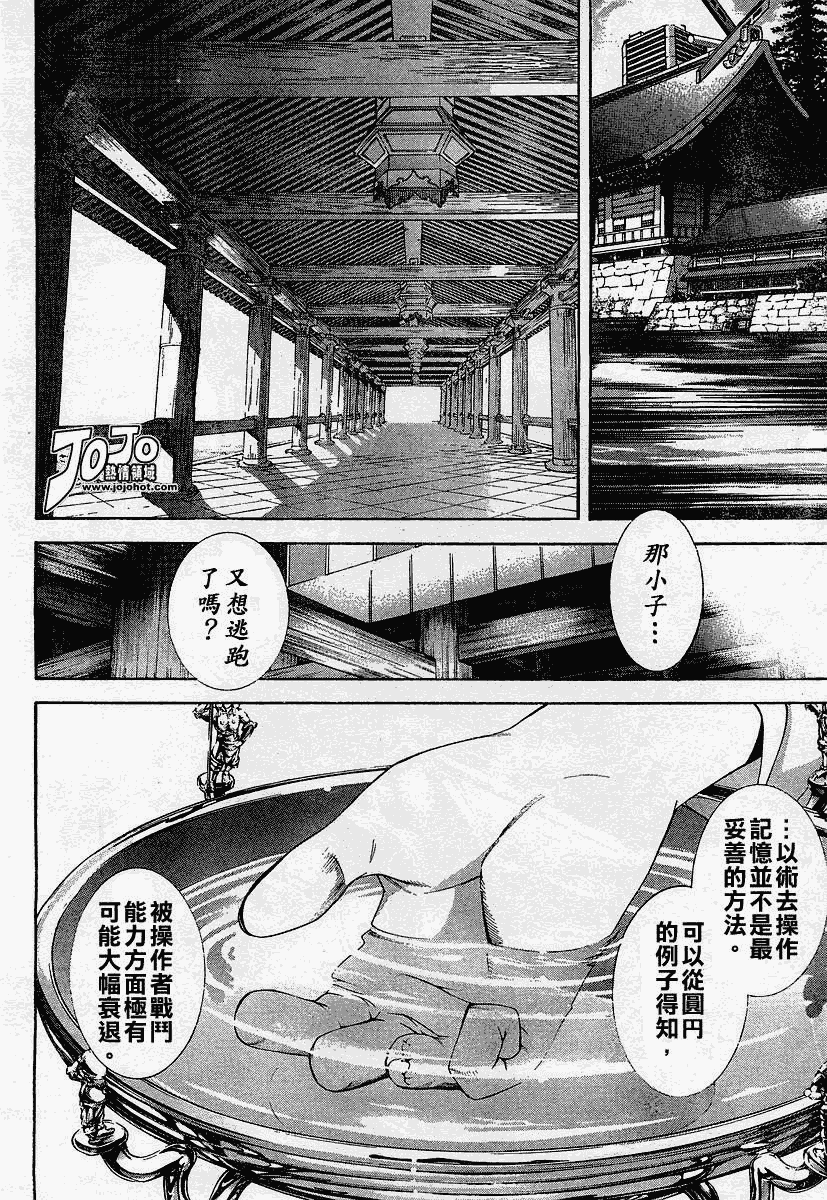 那小子…
又想逃跑
了嗎？
…以術去操作
記憶並不是最
妥善的方法。
可以從圓円
的例子得知，
被操作者戰鬥
能力方面極有
可能大幅衰退。
JOJO
熱情領域
www.jojohot.com